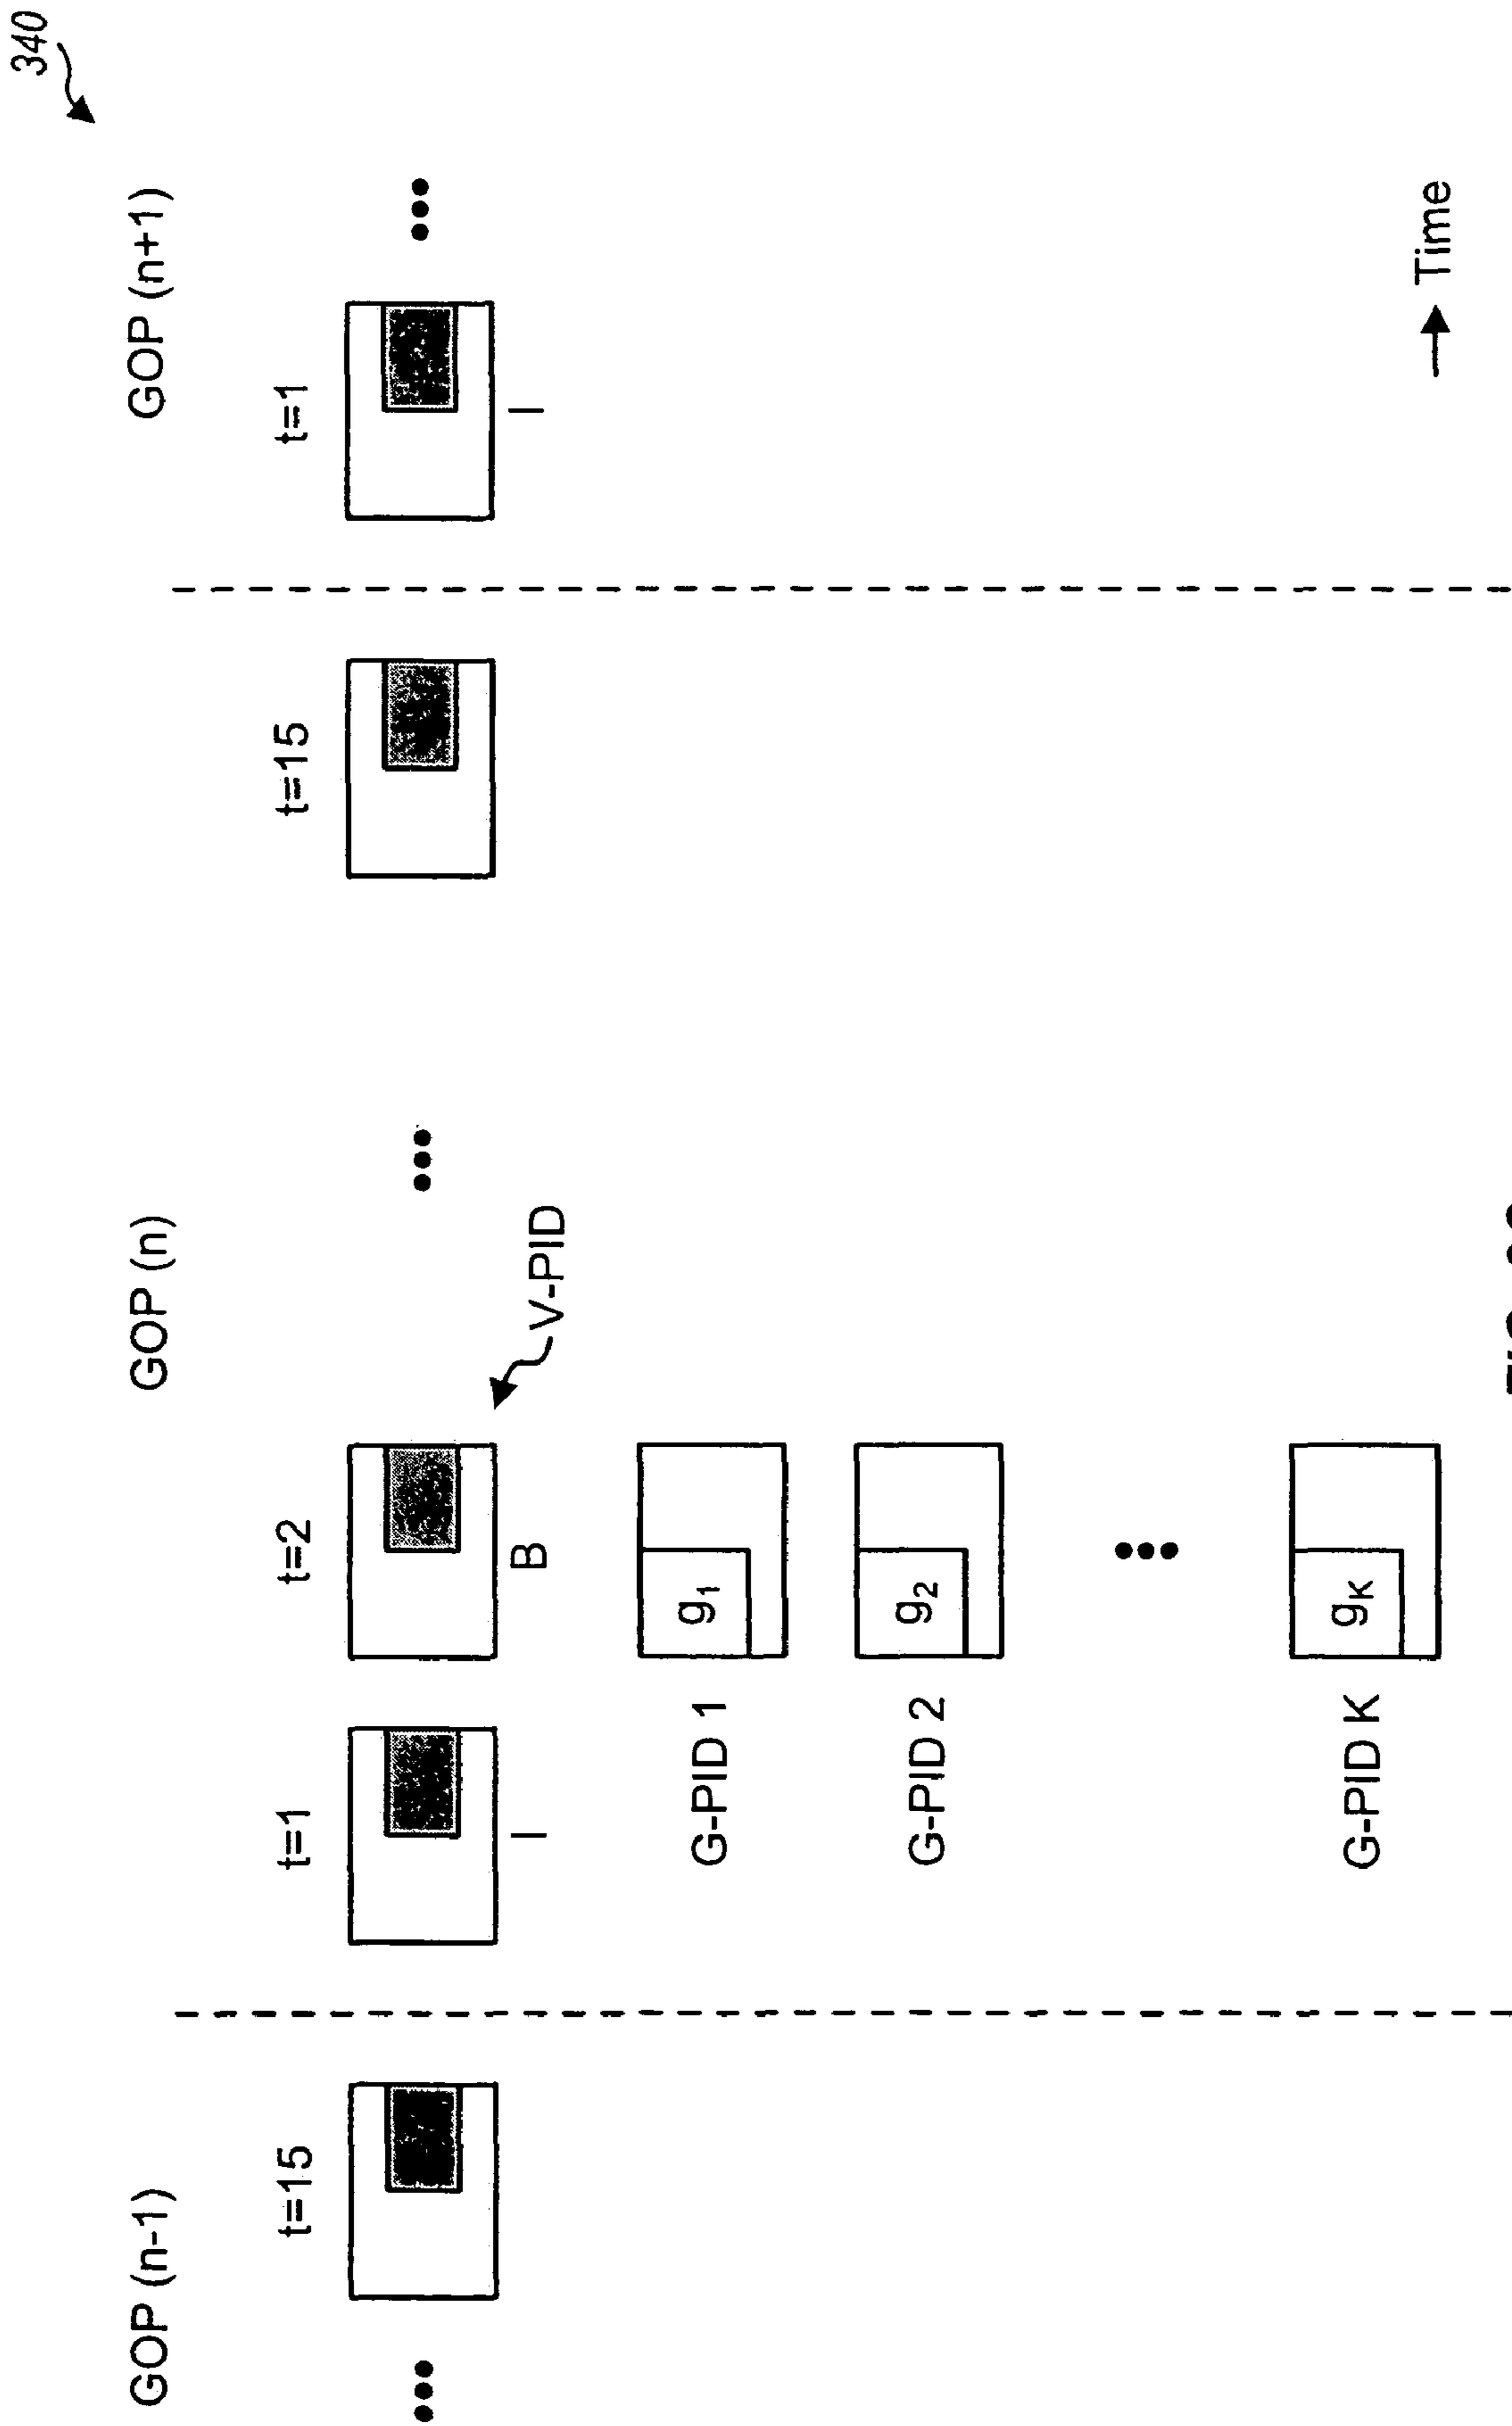 340
GOP (n-1)
GOP (n)
GOP (n+1)
t=15
t=1
t=2
t=15
t=1
I
B
I
V-PID
G-PID 1
g1
G-PID 2
g2
G-PID K
gK
Time